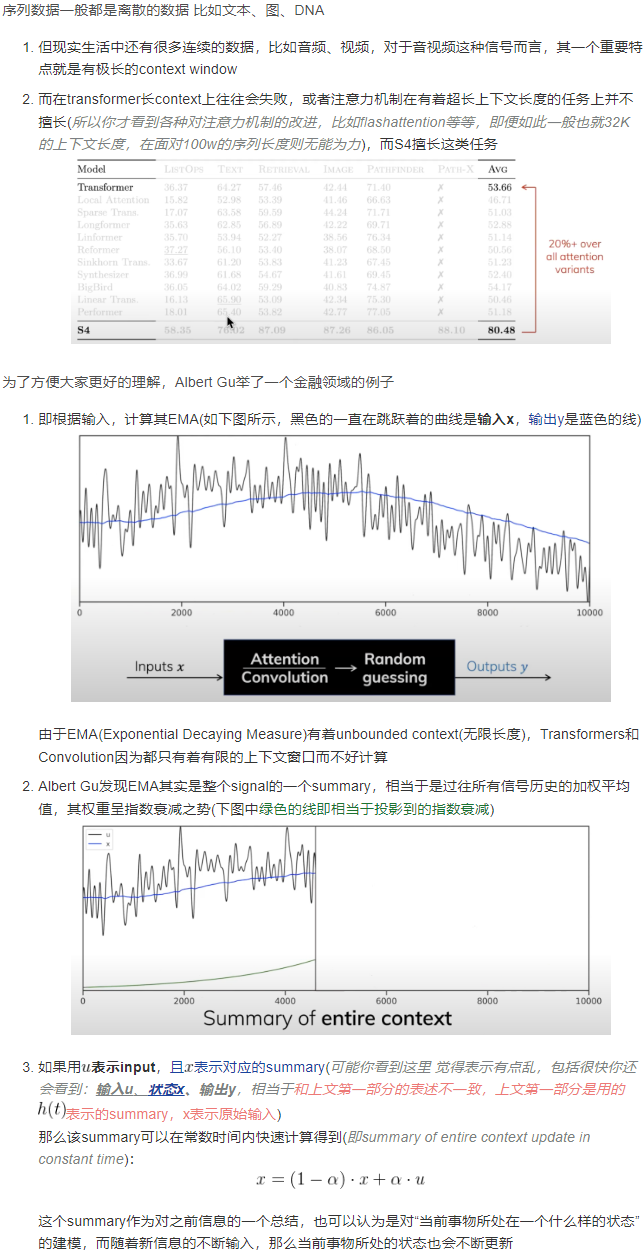 序列数据一般都是离散的数据 比如文本、图、DNA
1. 但现实生活中还有很多连续的数据，比如音频、视频，对于音视频这种信号而言，其一个重要特
点就是有极长的context window
2. 而在transformer长context上往往会失败，或者注意力机制在有着超长上下文长度的任务上并不
擅长(所以你才看到各种对注意力机制的改进，比如flashattention等等，即便如此一般也就32K
的上下文长度，在面对100w的序列长度则无能为力)，而S4擅长这类任务
Model LISTOPS TEXT RETRIEVAL IMAGE PATHFINDER PATH-X AVG
Transformer 36.37 64.27 57.46 42.44 71.40 ✗ 53.66
Local Attention 15.82 52.98 53.39 41.46 66.63 ✗ 46.71
Sparse Trans. 17.07 63.58 59.59 44.24 71.71 ✗ 51.03
Longformer 35.63 62.85 56.89 42.22 69.71 ✗ 52.88
Linformer 35.70 53.94 52.27 38.56 76.34 ✗ 51.14
Reformer 37.27 56.10 53.40 38.07 68.50 ✗ 50.56
Sinkhorn Trans. 33.67 61.20 53.83 41.23 67.45 ✗ 51.23
Synthesizer 36.99 61.68 54.67 41.61 69.45 ✗ 52.40
BigBird 36.05 64.02 59.29 40.83 74.87 ✗ 54.17
Linear Trans. 16.13 65.90 53.09 42.34 75.30 ✗ 50.46
Performer 18.01 65.40 53.82 42.77 77.05 ✗ 51.18
S4 58.35 87.09 87.26 86.05 88.10 80.48
20%+ over
all attention
variants
为了方便大家更好的理解，Albert Gu举了一个金融领域的例子
1. 即根据输入，计算其EMA(如下图所示，黑色的一直在跳跃着的曲线是输入x，输出y是蓝色的线)
0 2000 4000 6000 8000 10000
Inputs x
Attention
Convolution
→ Random
guessing
Outputs y
由于EMA(Exponential Decaying Measure)有着unbounded context(无限长度)，Transformers和
Convolution因为都只有着有限的上下文窗口而不好计算
2. Albert Gu发现EMA其实是整个signal的一个summary，相当于是过往所有信号历史的加权平均
值，其权重呈指数衰减之势(下图中绿色的线即相当于投影到的指数衰减)
u
x
0 2000 4000 6000 8000 10000
Summary of entire context
3. 如果用u表示input，且x表示对应的summary(可能你看到这里 觉得表示有点乱，包括很快你还
会看到：输入u、状态x、输出y，相当于和上文第一部分的表述不一致，上文第一部分是用的
h(t)表示的summary，x表示原始输入)
那么该summary可以在常数时间内快速计算得到(即summary of entire context update in
constant time)：
x = (1 − α) · x + α · u
这个summary作为对之前信息的一个总结，也可以认为是对“当前事物所处在一个什么样的状态”
的建模，而随着新信息的不断输入，那么当前事物所处的状态也会不断更新